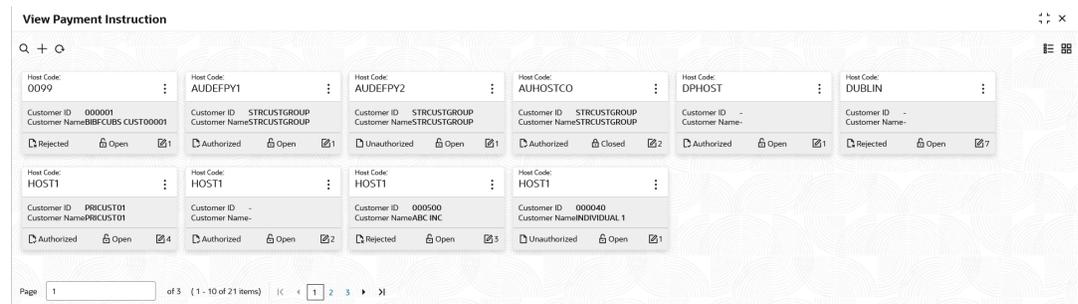 View Payment Instruction
Host Code: Host Code: Host Code: Host Code: Host Code: Host Code:
0099 AUDEFPY1 AUDEFPY2 AUHOSTCO DPHOST DUBLIN
Customer ID 000001 Customer ID STRCUSTGROUP Customer ID STRCUSTGROUP Customer ID STRCUSTGROUP Customer ID - Customer ID -
Customer NameBIBFCUBS CUST00001 Customer NameSTRCUSTGROUP Customer NameSTRCUSTGROUP Customer NameSTRCUSTGROUP Customer Name- Customer Name-
Rejected Open 1 Authorized Open 1 Unauthorized Open 1 Authorized Closed 2 Authorized Open 1 Rejected Open 7
Host Code: Host Code: Host Code: Host Code:
HOST1 HOST1 HOST1 HOST1
Customer ID PRICUST01 Customer ID - Customer ID 000500 Customer ID 000040
Customer NamePRICUST01 Customer Name- Customer NameABC INC Customer NameINDIVIDUAL 1
Authorized Open 4 Authorized Open 2 Rejected Open 3 Unauthorized Open 1
Page 1 of 3 ( 1 - 10 of 21 items) 1 2 3